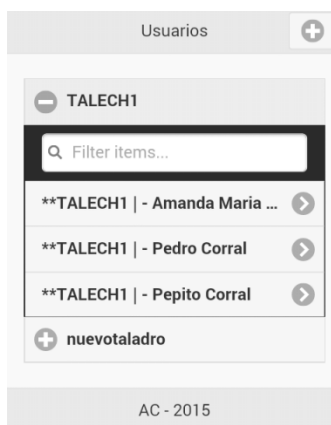 Usuarios
TALECH1
Filter items...
**TALECH1 | - Amanda Maria ...
**TALECH1 | - Pedro Corral
**TALECH1 | - Pepito Corral
nuevotaladro
AC - 2015